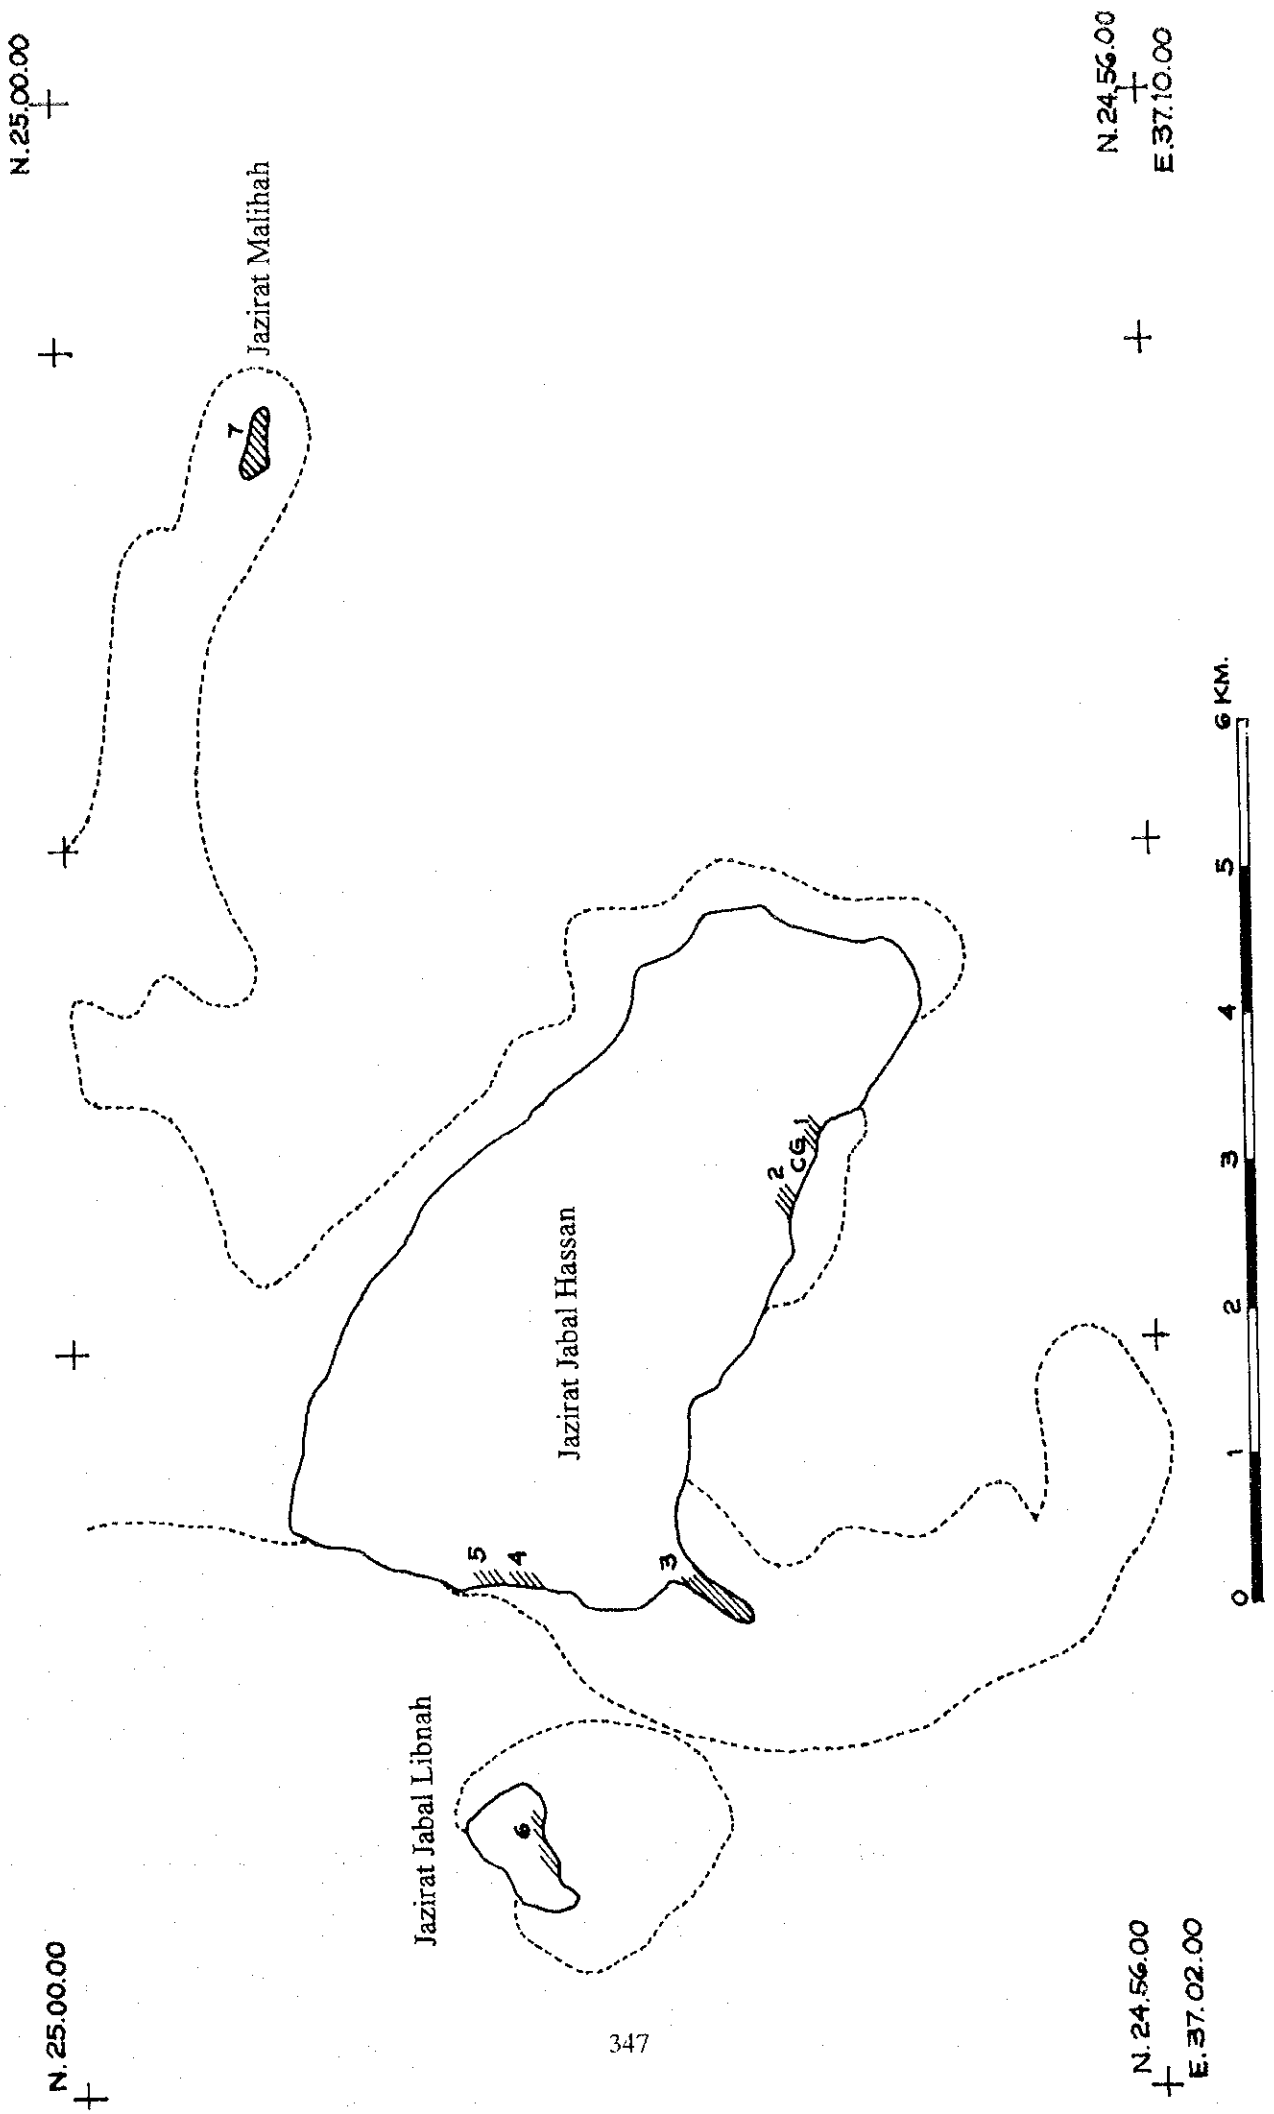 N. 25.00.00
N. 25.00.00
Jazirat Malihah
7
Jazirat Jabal Libnah
6
5
4
3
Jazirat Jabal Hassan
2
CG 1
N. 24.56.00
E. 37.02.00
N. 24.56.00
E. 37.10.00
0 1 2 3 4 5 6 KM.
347